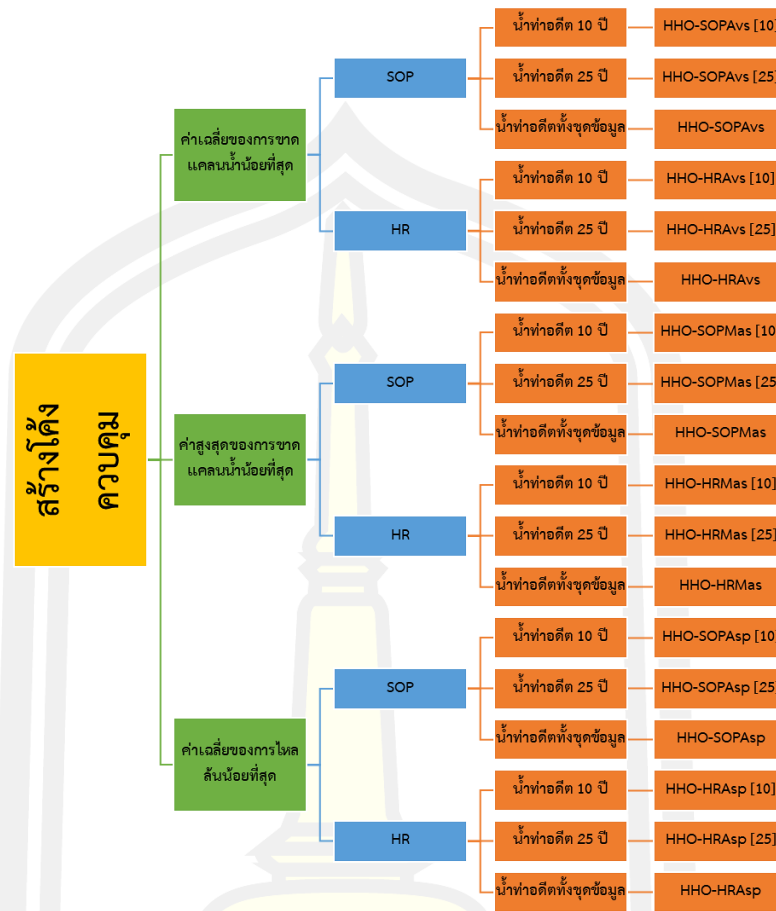 สร้างโค้ง
ควบคุม
ค่าเฉลี่ยของการขาด
แคลนน้ำน้อยที่สุด
SOP
น้ำท่าอดีต 10 ปี
HHO-SOPAvs [10]
น้ำท่าอดีต 25 ปี
HHO-SOPAvs [25]
น้ำท่าอดีตทั้งชุดข้อมูล
HHO-SOPAvs
HR
น้ำท่าอดีต 10 ปี
HHO-HRAvs [10]
น้ำท่าอดีต 25 ปี
HHO-HRAvs [25]
น้ำท่าอดีตทั้งชุดข้อมูล
HHO-HRAvs
ค่าสูงสุดของการขาด
แคลนน้ำน้อยที่สุด
SOP
น้ำท่าอดีต 10 ปี
HHO-SOPMas [10
น้ำท่าอดีต 25 ปี
HHO-SOPMas [25
น้ำท่าอดีตทั้งชุดข้อมูล
HHO-SOPMas
HR
น้ำท่าอดีต 10 ปี
HHO-HRMas [10]
น้ำท่าอดีต 25 ปี
HHO-HRMas [25]
น้ำท่าอดีตทั้งชุดข้อมูล
HHO-HRMas
ค่าเฉลี่ยของการไหล
ล้นน้อยที่สุด
SOP
น้ำท่าอดีต 10 ปี
HHO-SOPAsp [10]
น้ำท่าอดีต 25 ปี
HHO-SOPAsp [25]
น้ำท่าอดีตทั้งชุดข้อมูล
HHO-SOPAsp
HR
น้ำท่าอดีต 10 ปี
HHO-HRAsp [10]
น้ำท่าอดีต 25 ปี
HHO-HRAsp [25]
น้ำท่าอดีตทั้งชุดข้อมูล
HHO-HRAsp